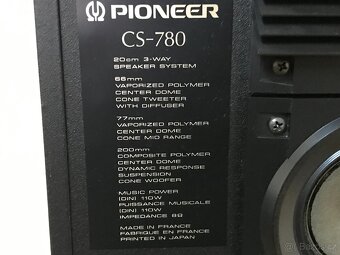 PIONEER
CS-780
20cm 3-WAY
SPEAKER SYSTEM
66mm
VAPORIZED POLYMER
CENTER DOME
CONE TWEETER
WITH DIFFUSER
77mm
VAPORIZED POLYMER
CENTER DOME
CONE MID RANGE
200mm
COMPOSITE POLYMER
CENTER DOME
DYNAMIC RESPONSE
SUSPENSION
CONE WOOFER
MUSIC POWER
(DIN) 110W
PUISSANCE MUSICALE
(DIN) 110W
IMPEDANCE 8Ω
MADE IN FRANCE
FABRIQUE EN FRANCE
PRINTED IN JAPAN